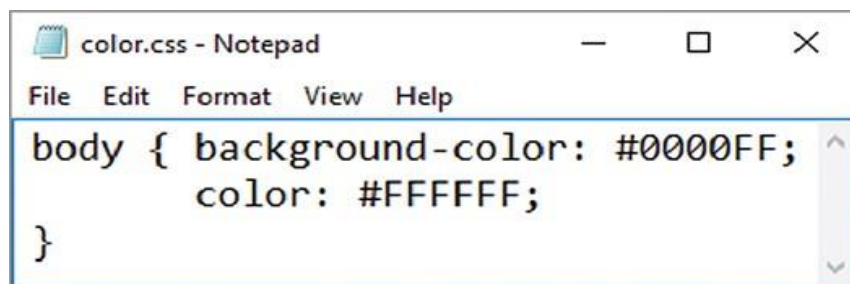 color.css - Notepad
File Edit Format View Help
body { background-color: #0000FF;
color: #FFFFFF;
}